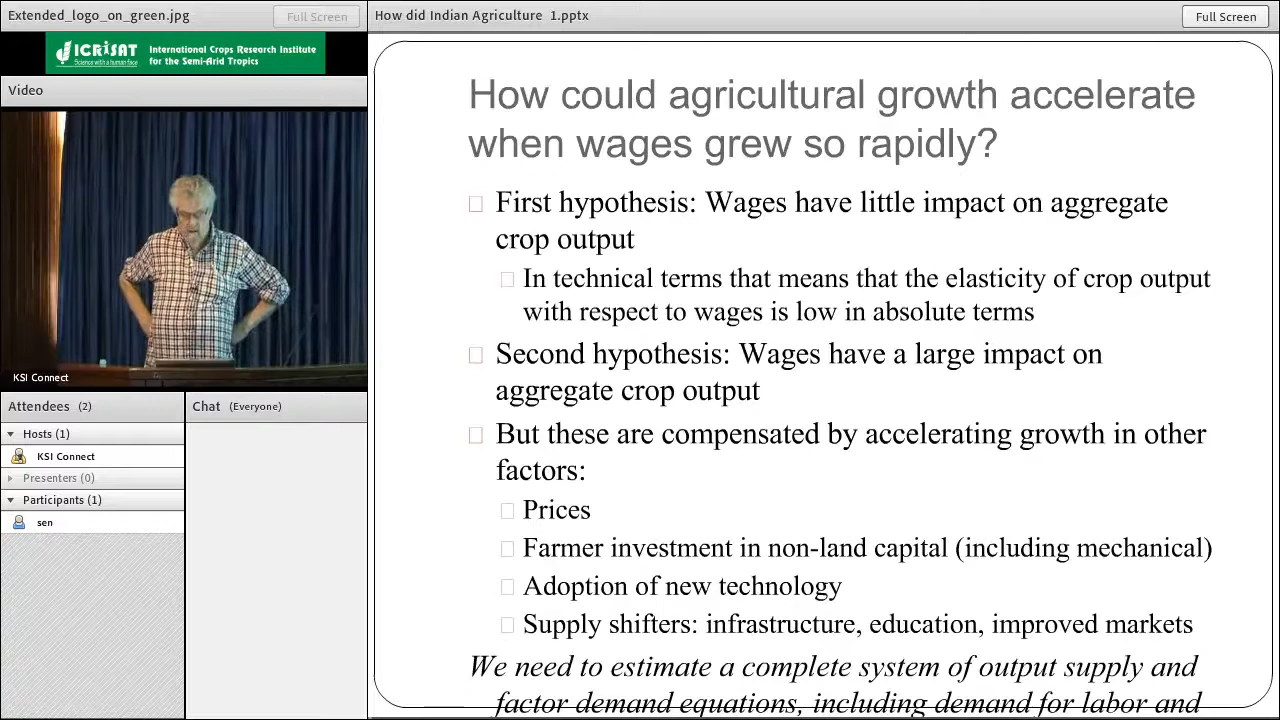 Extended_logo_on_green.jpg
Full Screen
ICRISAT
Science with a human face
International Crops Research Institute
for the Semi-Arid Tropics
Video
KSI Connect
Attendees (2)
Hosts (1)
KSI Connect
Presenters (0)
Participants (1)
sen
Chat (Everyone)
How did Indian Agriculture 1.pptx
Full Screen
How could agricultural growth accelerate
when wages grew so rapidly?
First hypothesis: Wages have little impact on aggregate
crop output
In technical terms that means that the elasticity of crop output
with respect to wages is low in absolute terms
Second hypothesis: Wages have a large impact on
aggregate crop output
But these are compensated by accelerating growth in other
factors:
Prices
Farmer investment in non-land capital (including mechanical)
Adoption of new technology
Supply shifters: infrastructure, education, improved markets
We need to estimate a complete system of output supply and
factor demand equations, including demand for labor and